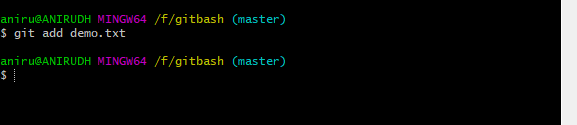 aniru@ANIRUDH MINGW64 /f/gitbash (master)
$ git add demo.txt
aniru@ANIRUDH MINGW64 /f/gitbash (master)
$